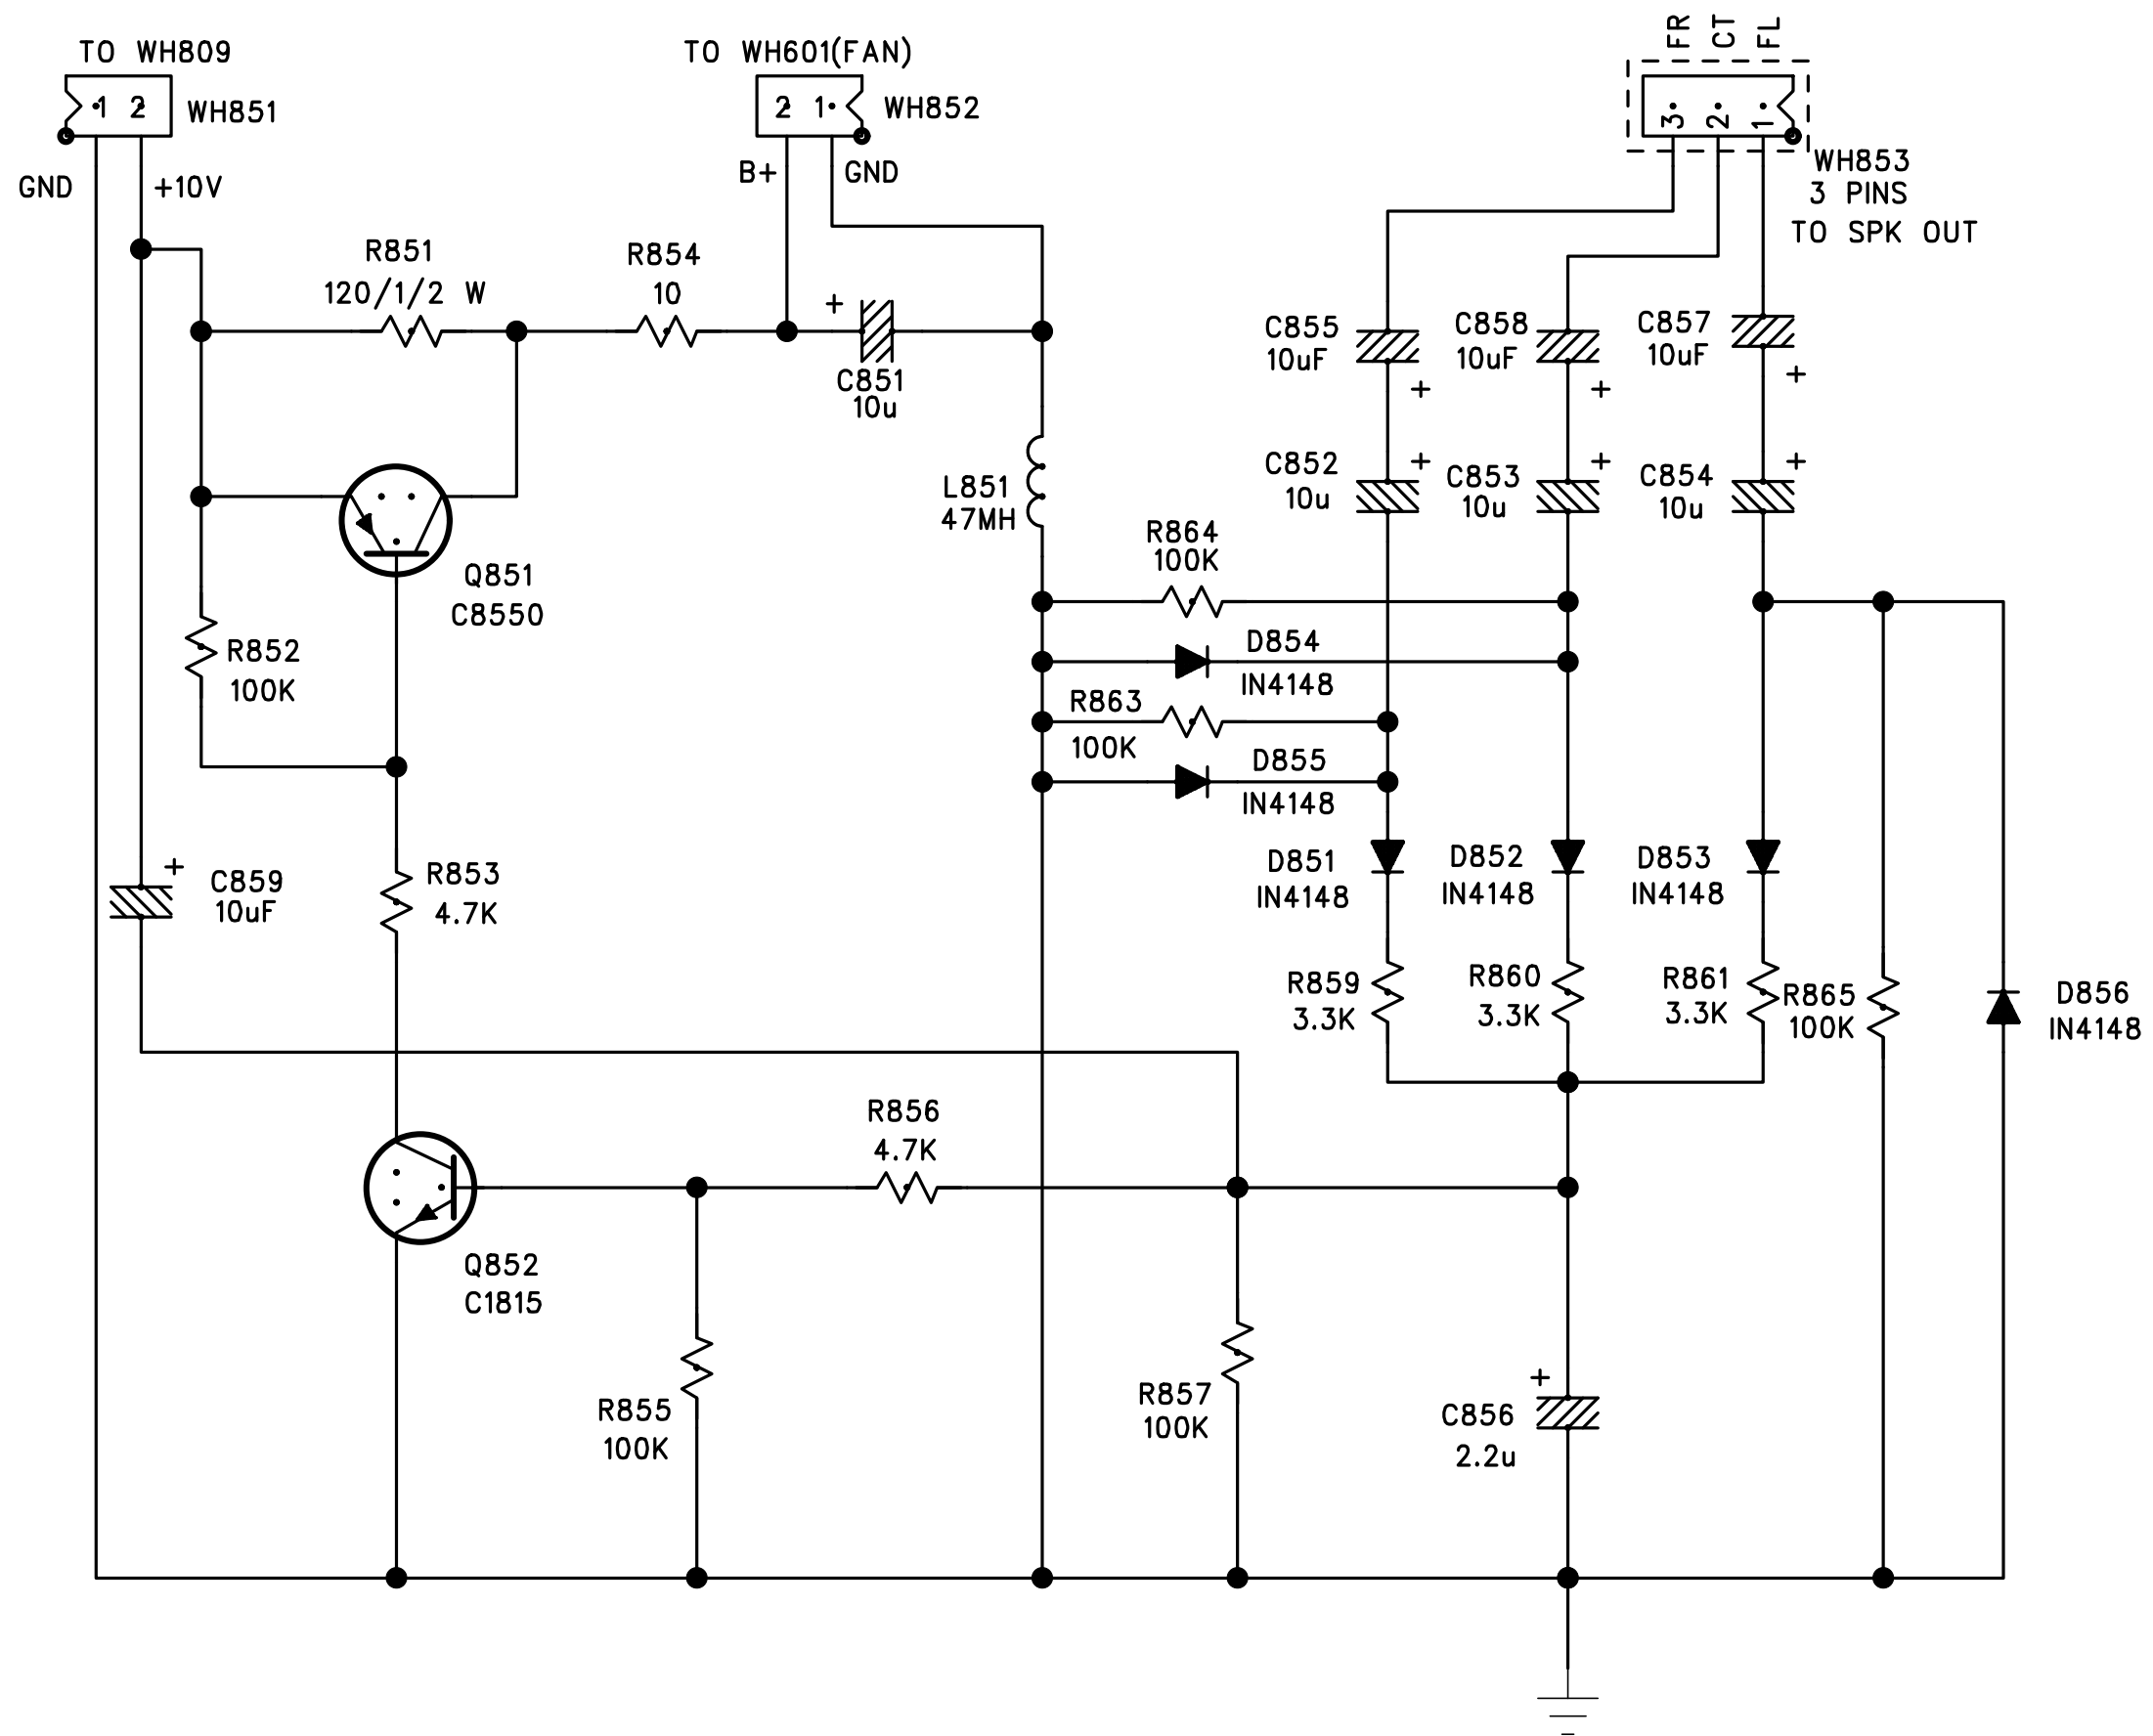 TO WH809
1 2
WH851
GND
+10V
TO WH601(FAN)
2 1
WH852
B+
GND
FR
CT
FL
3
2
1
WH853
3 PINS
TO SPK OUT
R851
120/1/2 W
R854
10
+
C851
10u
C855
10uF
+
C858
10uF
+
C857
10uF
+
C852
10u
+
C853
10u
+
C854
10u
+
L851
47MH
Q851
C8550
R852
100K
R864
100K
D854
IN4148
R863
100K
D855
IN4148
D851
IN4148
D852
IN4148
D853
IN4148
+
C859
10uF
R853
4.7K
R859
3.3K
R860
3.3K
R861
3.3K
R865
100K
D856
IN4148
R856
4.7K
Q852
C1815
R855
100K
R857
100K
+
C856
2.2u